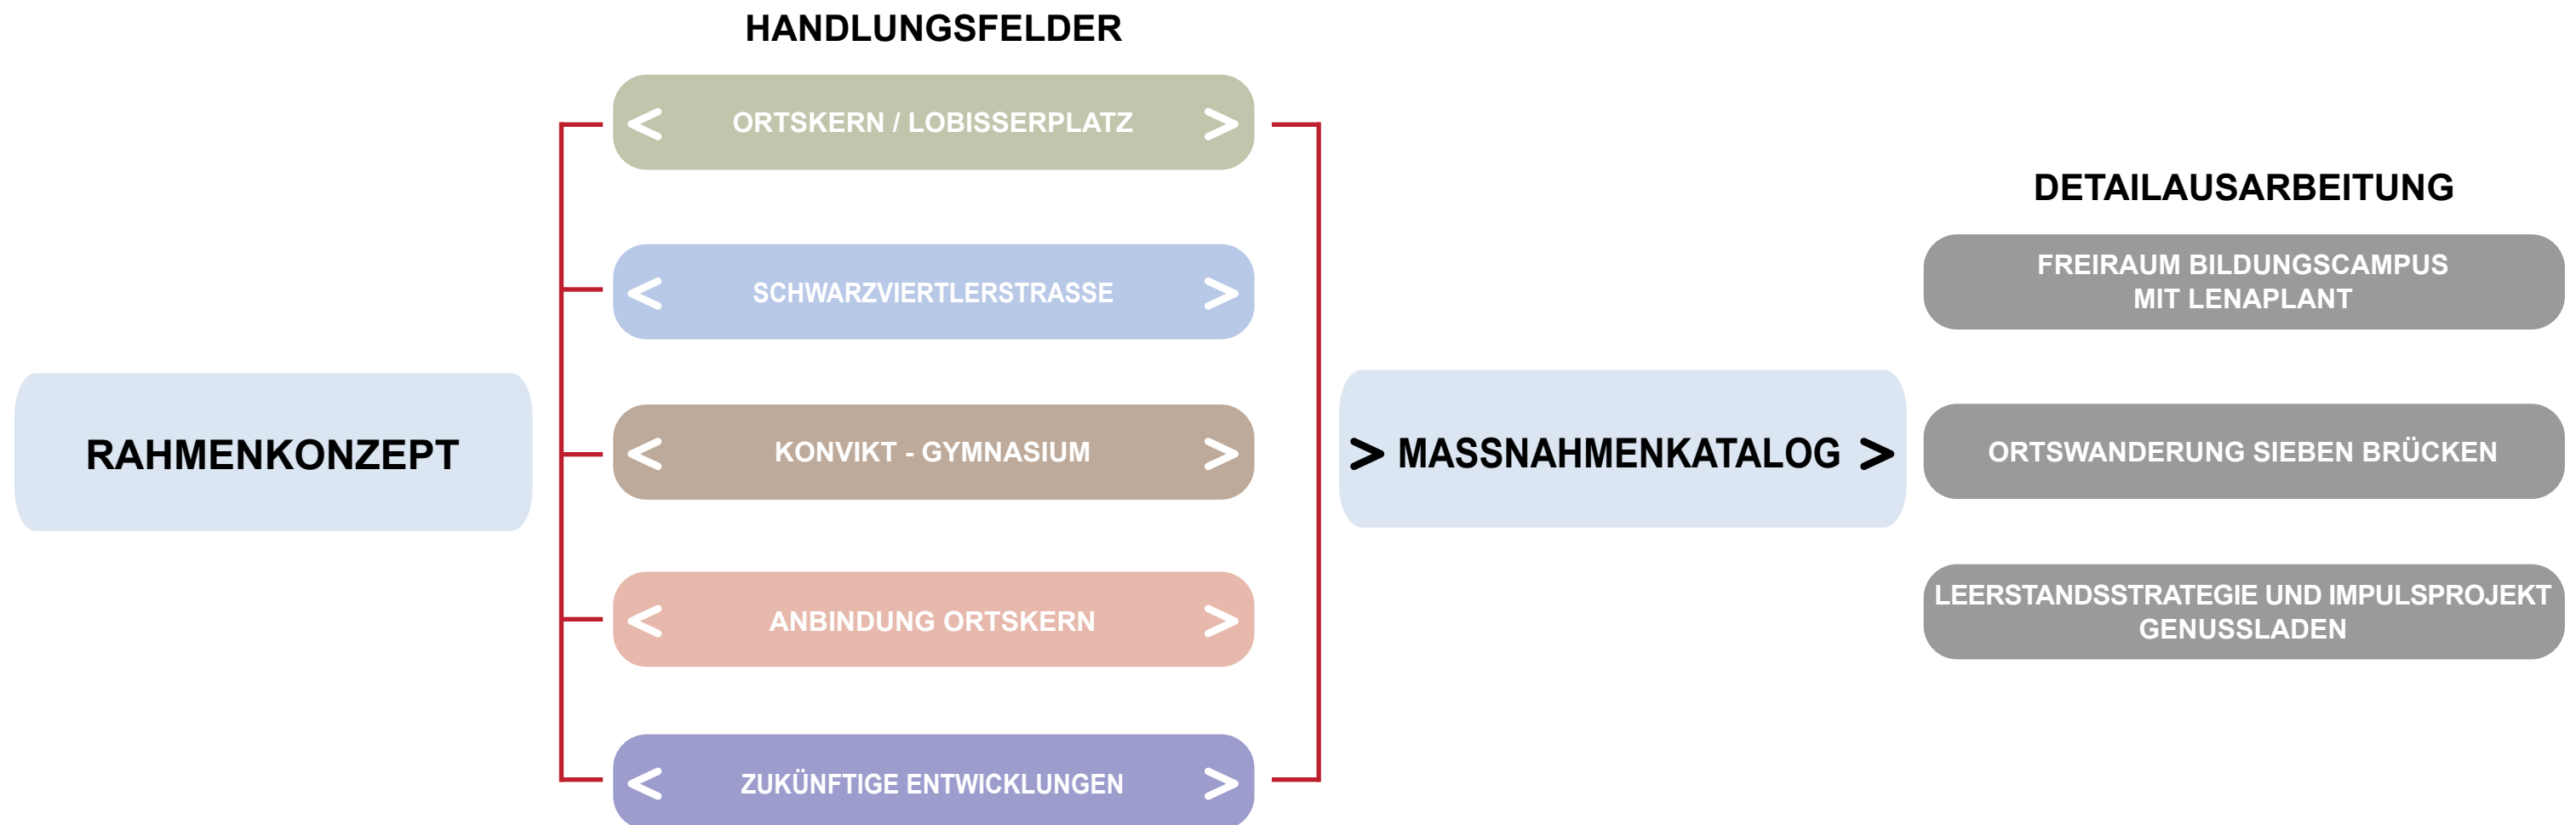 HANDLUNGSFELDER
< ORTSKERN / LOBISSERPLATZ >
< SCHWARZVIERTLERSTRASSE >
< KONVIKT - GYMNASIUM >
< ANBINDUNG ORTSKERN >
< ZUKÜNFTIGE ENTWICKLUNGEN >
RAHMENKONZEPT
> MASSNAHMENKATALOG >
DETAILAUSARBEITUNG
FREIRAUM BILDUNGSCAMPUS
MIT LENAPLANT
ORTSWANDERUNG SIEBEN BRÜCKEN
LEERSTANDSSTRATEGIE UND IMPULSPROJEKT
GENUSSLADEN